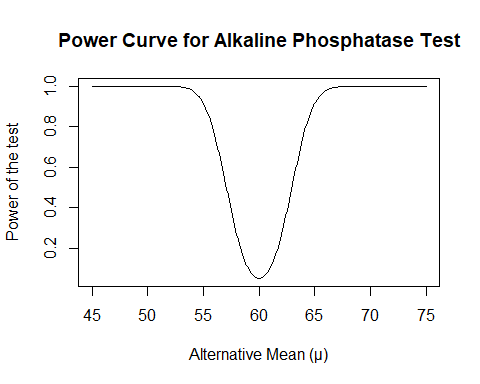 Power Curve for Alkaline Phosphatase Test
Power of the test
1.0
0.8
0.6
0.4
0.2
45 50 55 60 65 70 75
Alternative Mean (μ)